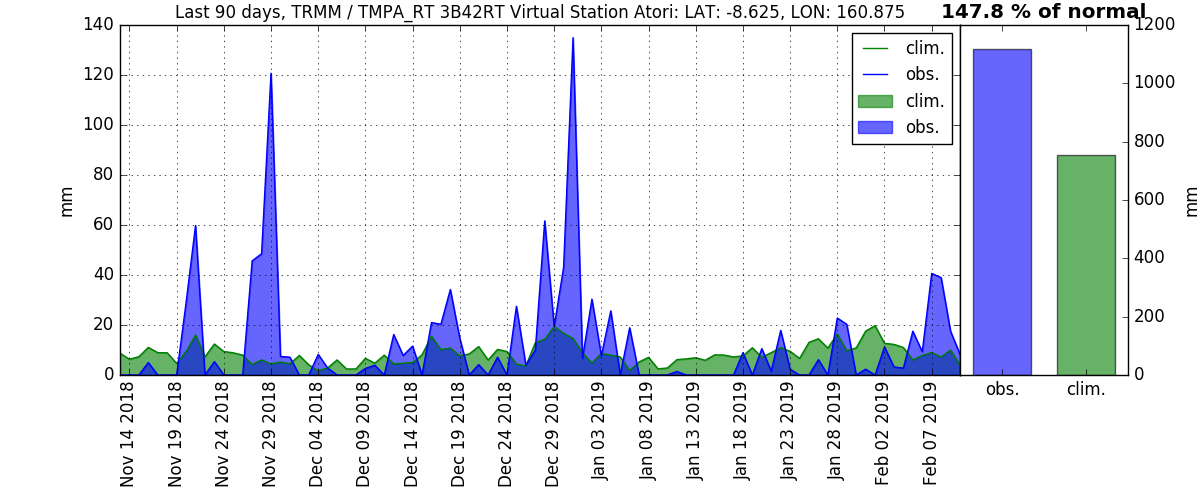 Last 90 days, TRMM / TMPA_RT 3B42RT Virtual Station Atori: LAT: -8.625, LON: 160.875
147.8 % of normal
140
120
100
80
60
40
20
0
mm
clim.
obs.
clim.
obs.
Nov 14 2018
Nov 19 2018
Nov 24 2018
Nov 29 2018
Dec 04 2018
Dec 09 2018
Dec 14 2018
Dec 19 2018
Dec 24 2018
Dec 29 2018
Jan 03 2019
Jan 08 2019
Jan 13 2019
Jan 18 2019
Jan 23 2019
Jan 28 2019
Feb 02 2019
Feb 07 2019
1200
1000
800
600
400
200
0
mm
obs.
clim.